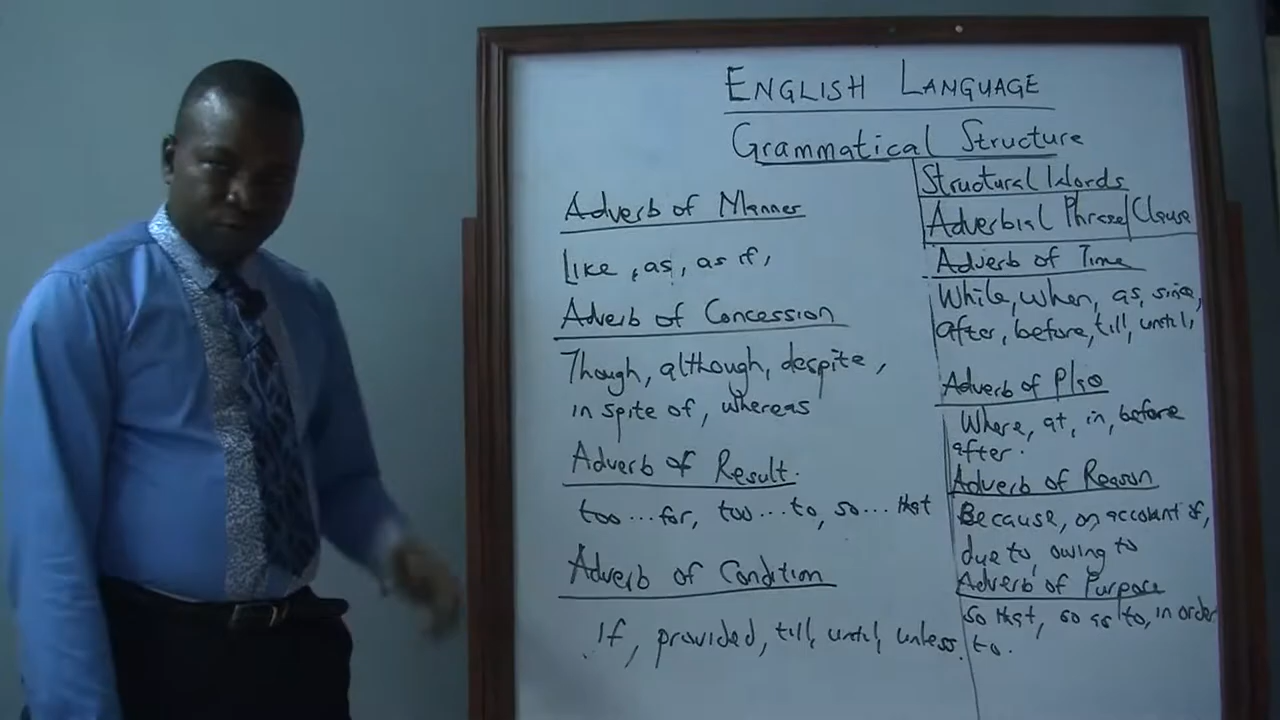 ENGLISH LANGUAGE
Grammatical Structure
Structural Words
Adverbial Phrase/Clause
Adverb of Time
While, when, as, since,
after, before, till, until,
Adverb of
Where, at, in, before
after.
Adverb of Reason
Because, on account of,
due to, owing to
Adverb of Purpose
so that, so as to, in order
to.
Adverb of Manner
Like, as, as if,
Adverb of Concession
Though, although, despite,
in spite of, whereas
Adverb of Result.
too...for, too...to, so...that
Adverb of Condition
If, provided, till, until, unless.